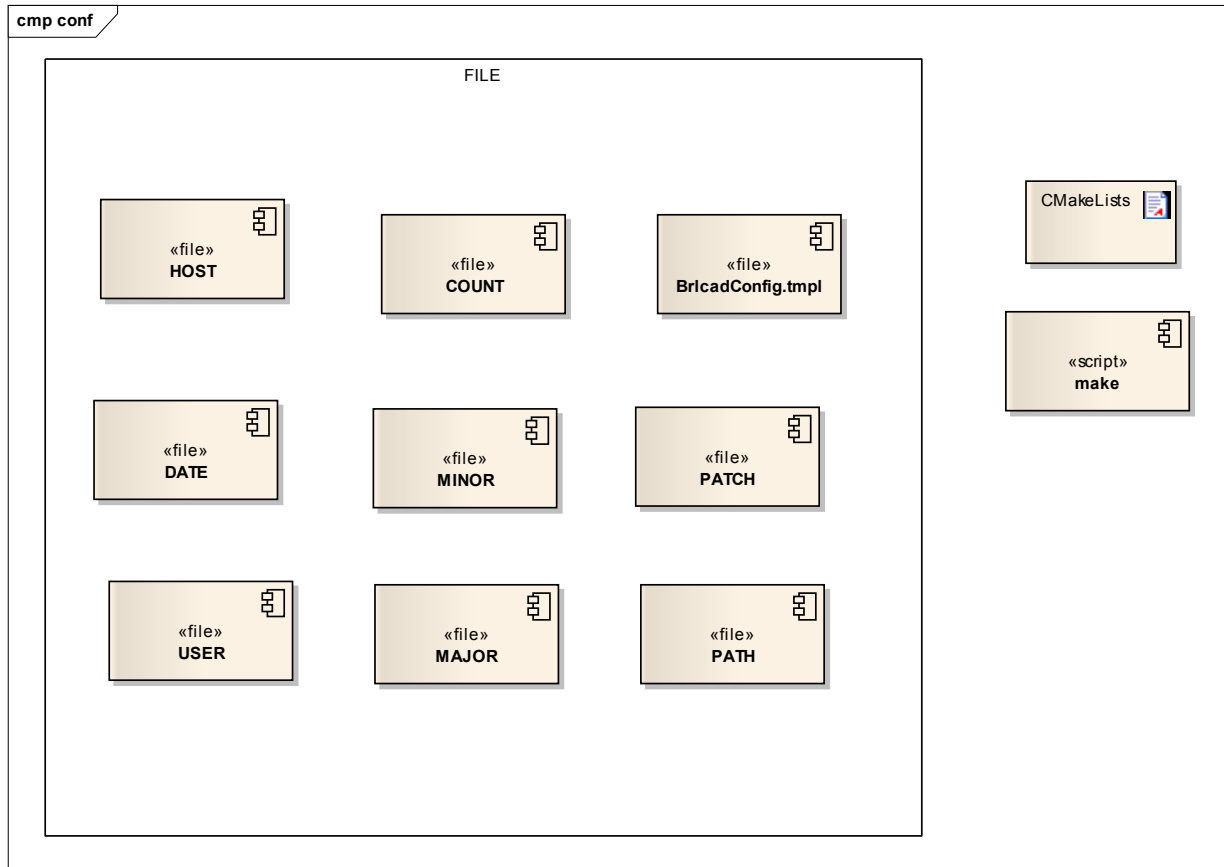 cmp conf
FILE
«file»
HOST
«file»
COUNT
«file»
BrlcadConfig.tmpl
CMakeLists
«script»
make
«file»
DATE
«file»
MINOR
«file»
PATCH
«file»
USER
«file»
MAJOR
«file»
PATH